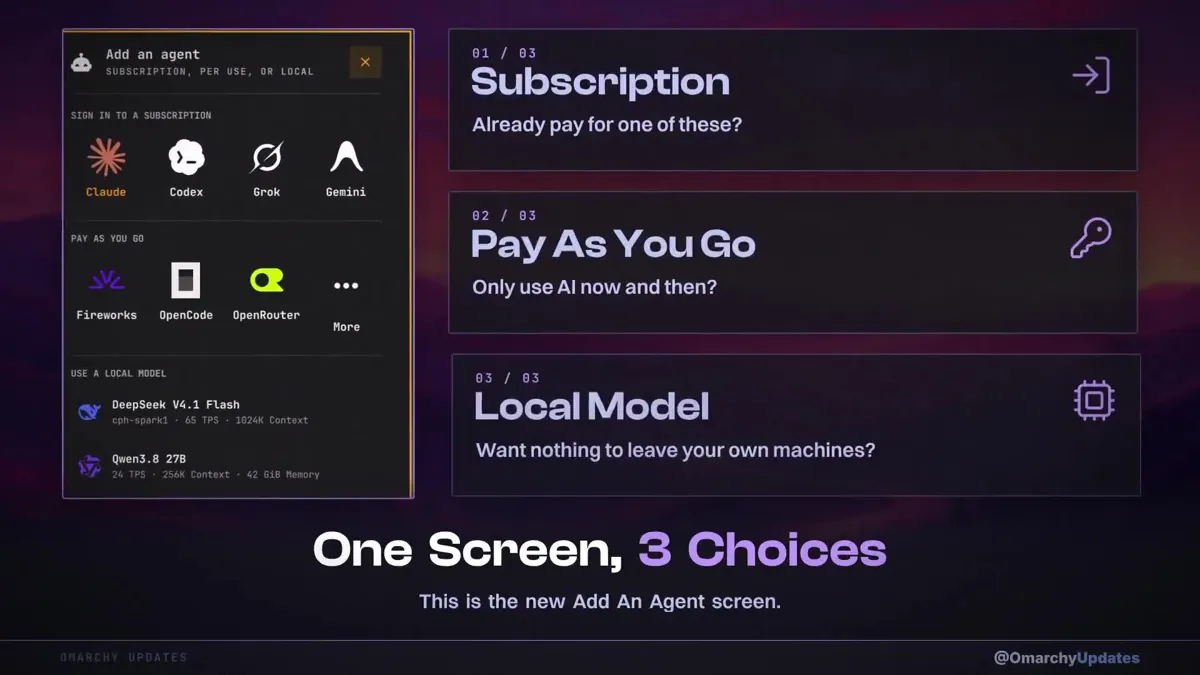 Add an agent
SUBSCRIPTION, PER USE, OR LOCAL
SIGN IN TO A SUBSCRIPTION
Claude
Codex
Grok
Gemini
PAY AS YOU GO
Fireworks
OpenCode
OpenRouter
More
USE A LOCAL MODEL
DeepSeek V4.1 Flash
cph-spark1 · 65 TPS · 1024K Context
Qwen3.8 27B
24 TPS · 256K Context · 42 GiB Memory
01 / 03
Subscription
Already pay for one of these?
02 / 03
Pay As You Go
Only use AI now and then?
03 / 03
Local Model
Want nothing to leave your own machines?
One Screen, 3 Choices
This is the new Add An Agent screen.
OMARCHY UPDATES
@OmarchyUpdates